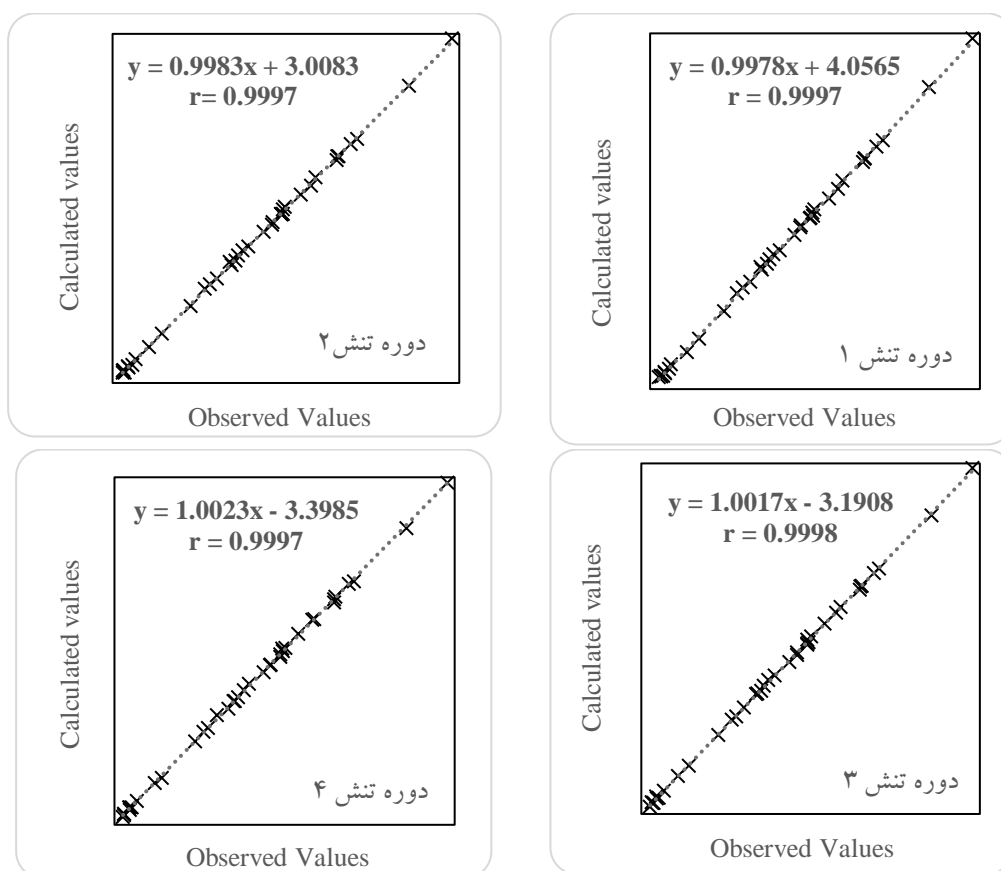 y = 0.9983x + 3.0083
r= 0.9997
Calculated values
دوره تنش۲
Observed Values
y = 0.9978x + 4.0565
r = 0.9997
Calculated values
دوره تنش ۱
Observed Values
y = 1.0023x - 3.3985
r = 0.9997
Calculated values
دوره تنش ۴
Observed Values
y = 1.0017x - 3.1908
r = 0.9998
Calculated values
دوره تنش ۳
Observed Values